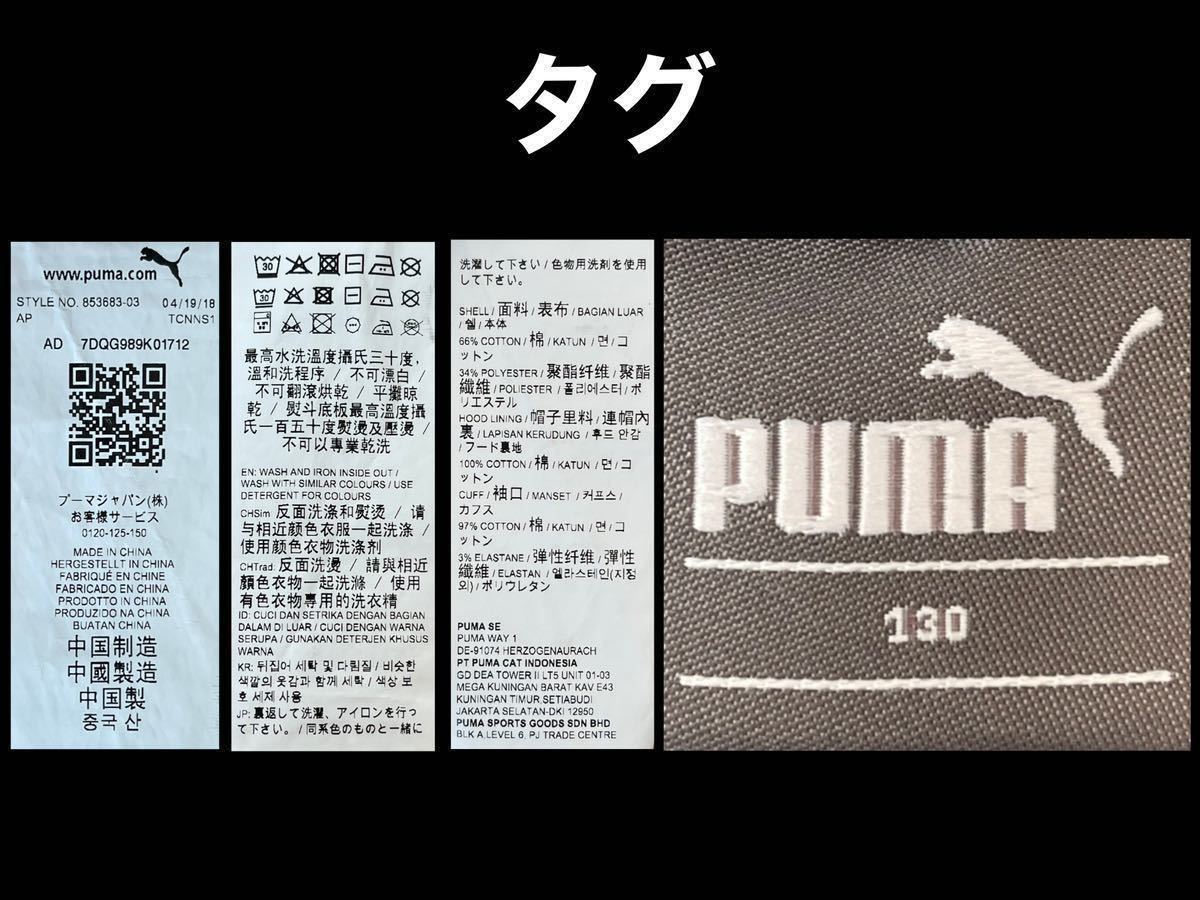 タグ
www.puma.com
STYLE NO. 853683-03 04/19/18
AP TCNNS1
AD 7DQG989K01712
プーマジャパン(株)
お客様サービス
0120-125-150
MADE IN CHINA
HERGESTELLT IN CHINA
FABRIQUÉ EN CHINE
FABRICADO EN CHINA
PRODOTTO IN CHINA
PRODUZIDO NA CHINA
BUATAN CHINA
中国制造
中國製造
中国製
중국 산
30
30
最高水洗溫度攝氏三十度,
溫和洗程序 / 不可漂白 /
不可翻滾烘乾 / 平攤晾
乾 / 熨斗底板最高溫度攝
氏一百五十度熨燙及壓燙 /
不可以專業乾洗
EN: WASH AND IRON INSIDE OUT /
WASH WITH SIMILAR COLOURS / USE
DETERGENT FOR COLOURS
CHSim 反面洗涤和熨烫 / 请
与相近颜色衣服一起洗涤 /
使用颜色衣物洗涤剂
CHTrad: 反面洗燙 / 請與相近
顏色衣物一起洗滌 / 使用
有色衣物專用的洗衣精
ID: CUCI DAN SETRIKA DENGAN BAGIAN
DALAM DI LUAR / CUCI DENGAN WARNA
SERUPA / GUNAKAN DETERJEN KHUSUS
WARNA
KR: 뒤집어 세탁 및 다림질 / 비슷한
색깔의 옷감과 함께 세탁 / 색상 보
호 세제 사용
JP: 裏返して洗濯、アイロンを行っ
て下さい。 / 同系色のものと一緒に
洗濯して下さい / 色物用洗剤を使用
して下さい。
SHELL / 面料 / 表布 / BAGIAN LUAR
/ 쉘 / 本体
66% COTTON / 棉 / KATUN / 면 / コ
ットン
34% POLYESTER / 聚酯纤维 / 聚酯
纖維 / POLIESTER / 폴리에스터 / ポ
リエステル
HOOD LINING / 帽子里料 / 連帽內
裏 / LAPISAN KERUDUNG / 후드 안감
/ フード裏地
100% COTTON / 棉 / KATUN / 면 / コ
ットン
CUFF / 袖口 / MANSET / 커프스 /
カフス
97% COTTON / 棉 / KATUN / 면 / コ
ットン
3% ELASTANE / 弹性纤维 / 彈性
纖維 / ELASTAN / 엘라스테인(지정
외) / ポリウレタン
PUMA SE
PUMA WAY 1
DE-91074 HERZOGENAURACH
PT PUMA CAT INDONESIA
GD DEA TOWER II LT5 UNIT 01-03
MEGA KUNINGAN BARAT KAV E43
KUNINGAN TIMUR.SETIABUDI
JAKARTA SELATAN-DKI 12950
PUMA SPORTS GOODS SDN BHD
BLK A,LEVEL 6, PJ TRADE CENTRE
PUMA
130